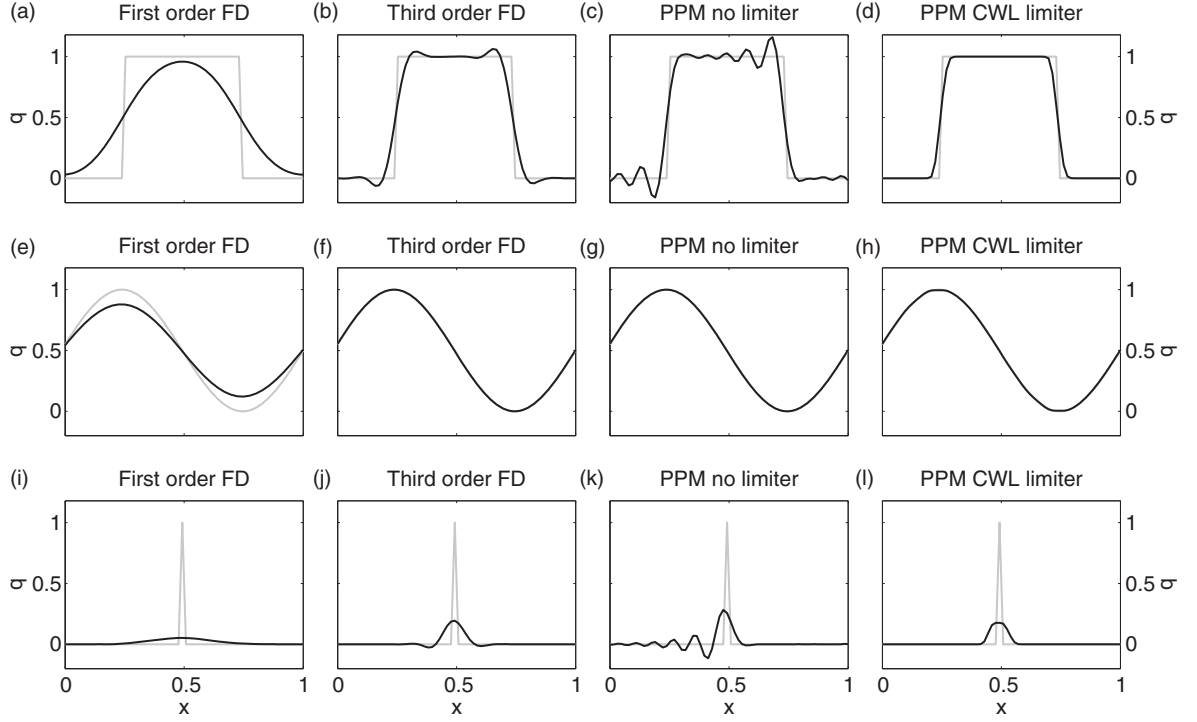 (a) First order FD (b) Third order FD (c) PPM no limiter (d) PPM CWL limiter
1 1
q 0.5 0.5 q
0 0
(e) First order FD (f) Third order FD (g) PPM no limiter (h) PPM CWL limiter
1 1
q 0.5 0.5 q
0 0
(i) First order FD (j) Third order FD (k) PPM no limiter (l) PPM CWL limiter
1 1
q 0.5 0.5 q
0 0
0 0.5 1 0 0.5 1 0 0.5 1 0 0.5 1
x x x x